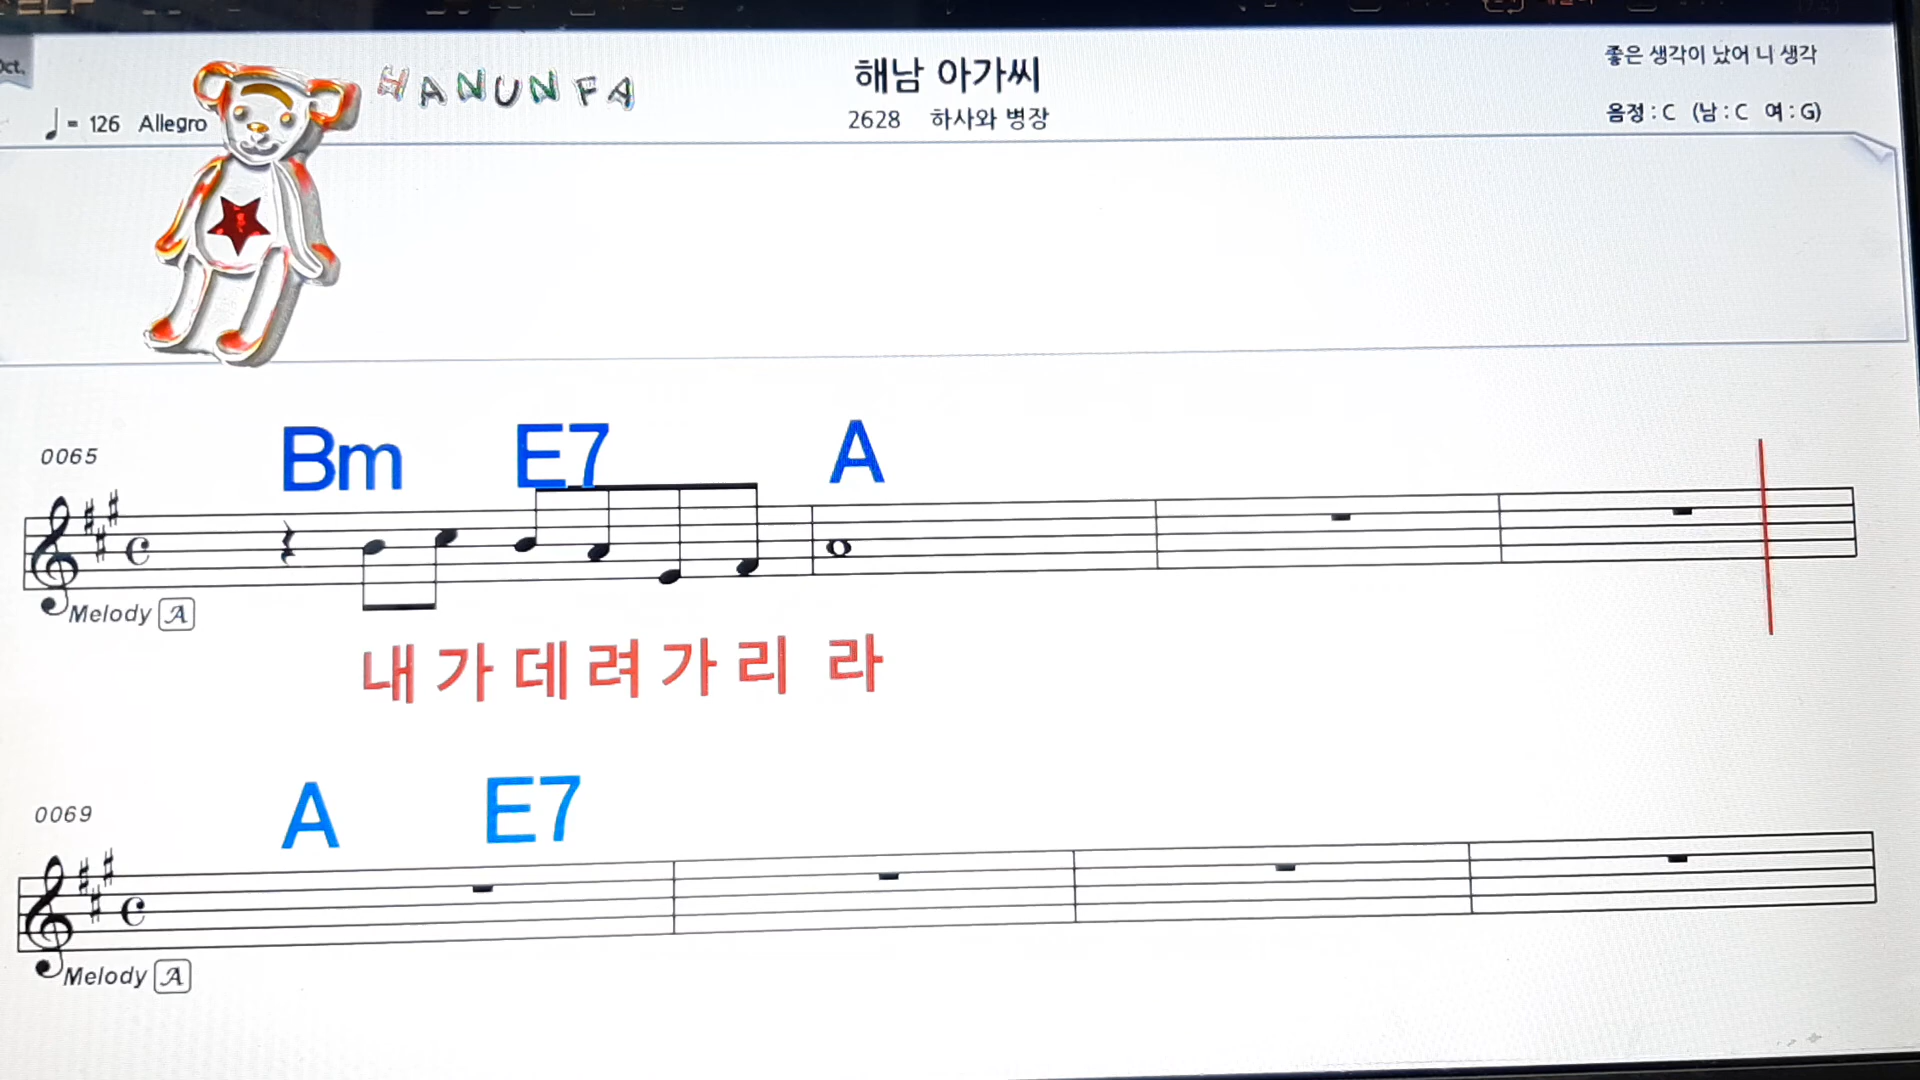 해남 아가씨
좋은 생각이 났어 니 생각
Oct.
HANUNFA
♩= 126 Allegro
2628 하사와 병장
음정 : C (남 : C 여 : G)
Bm E7 A
0065
Melody A
내 가 데 려 가 리 라
A E7
0069
Melody A